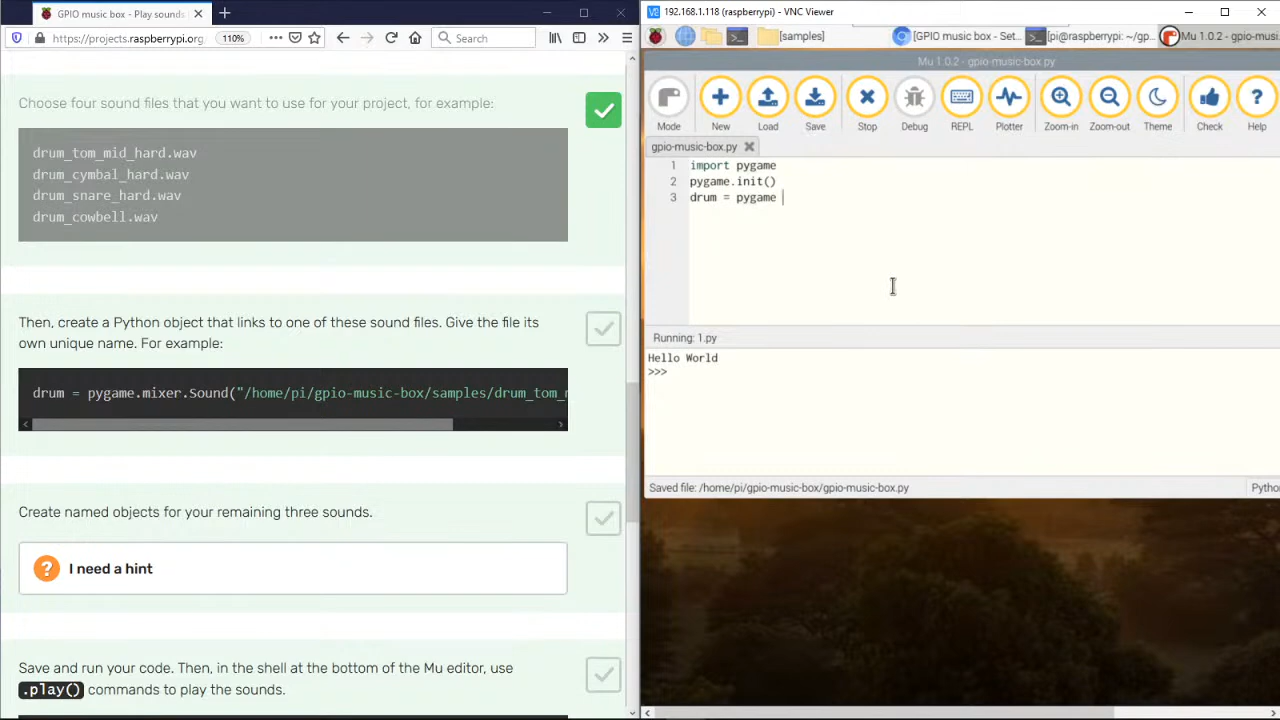 GPIO music box - Play sounds
https://projects.raspberrypi.org
110%
Search
Choose four sound files that you want to use for your project, for example:
drum_tom_mid_hard.wav
drum_cymbal_hard.wav
drum_snare_hard.wav
drum_cowbell.wav
Then, create a Python object that links to one of these sound files. Give the file its
own unique name. For example:
drum = pygame.mixer.Sound("/home/pi/gpio-music-box/samples/drum_tom_
Create named objects for your remaining three sounds.
? I need a hint
Save and run your code. Then, in the shell at the bottom of the Mu editor, use
.play() commands to play the sounds.
192.168.1.118 (raspberrypi) - VNC Viewer
[samples]
[GPIO music box - Set...
[pi@raspberrypi: ~/gp...
Mu 1.0.2 - gpio-musi...
Mu 1.0.2 - gpio-music-box.py
Mode New Load Save Stop Debug REPL Plotter Zoom-in Zoom-out Theme Check Help
gpio-music-box.py
1 import pygame
2 pygame.init()
3 drum = pygame
Running: 1.py
Hello World
>>>
Saved file: /home/pi/gpio-music-box/gpio-music-box.py